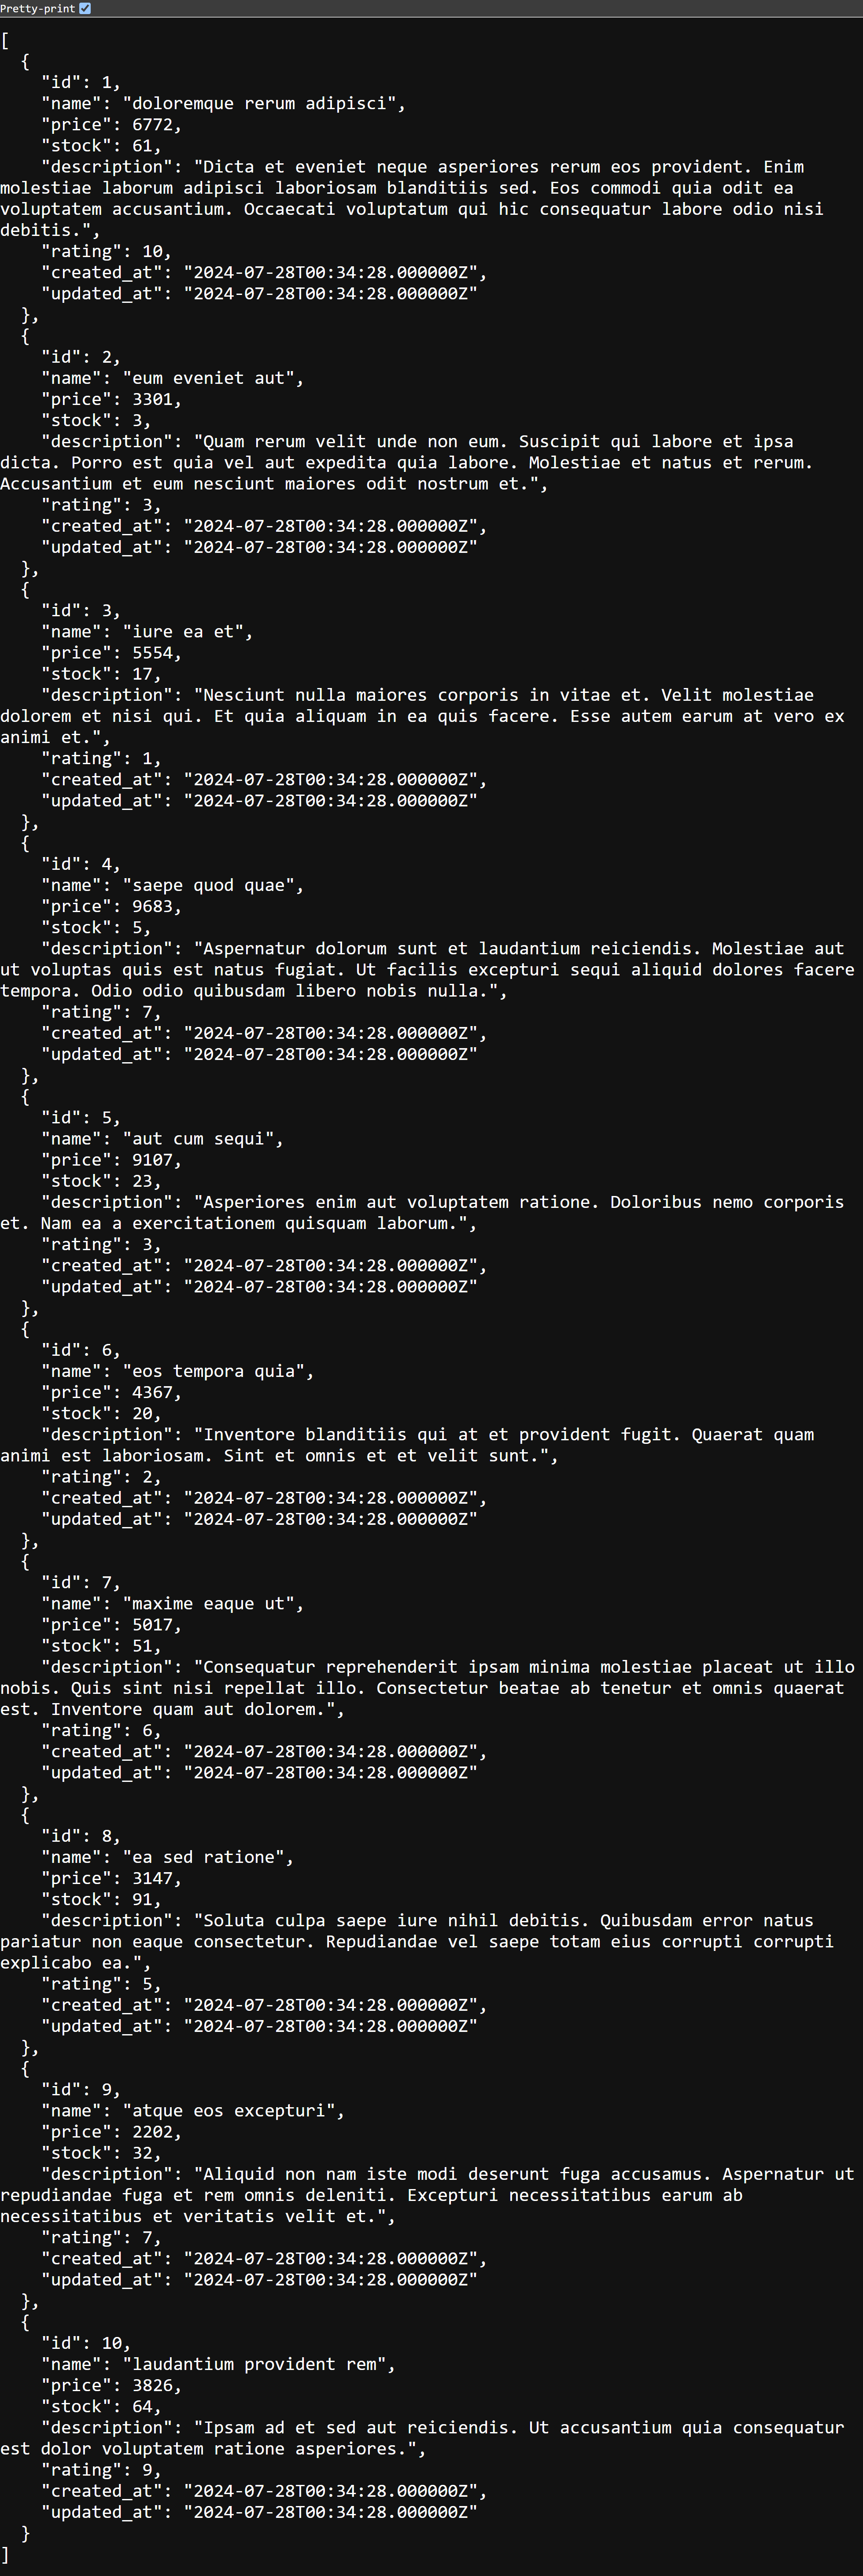 Pretty-print
[
  {
    "id": 1,
    "name": "doloremque rerum adipisci",
    "price": 6772,
    "stock": 61,
    "description": "Dicta et eveniet neque asperiores rerum eos provident. Enim
molestiae laborum adipisci laboriosam blanditiis sed. Eos commodi quia odit ea
voluptatem accusantium. Occaecati voluptatum qui hic consequatur labore odio nisi
debitis.",
    "rating": 10,
    "created_at": "2024-07-28T00:34:28.000000Z",
    "updated_at": "2024-07-28T00:34:28.000000Z"
  },
  {
    "id": 2,
    "name": "eum eveniet aut",
    "price": 3301,
    "stock": 3,
    "description": "Quam rerum velit unde non eum. Suscipit qui labore et ipsa
dicta. Porro est quia vel aut expedita quia labore. Molestiae et natus et rerum.
Accusantium et eum nesciunt maiores odit nostrum et.",
    "rating": 3,
    "created_at": "2024-07-28T00:34:28.000000Z",
    "updated_at": "2024-07-28T00:34:28.000000Z"
  },
  {
    "id": 3,
    "name": "iure ea et",
    "price": 5554,
    "stock": 17,
    "description": "Nesciunt nulla maiores corporis in vitae et. Velit molestiae
dolorem et nisi qui. Et quia aliquam in ea quis facere. Esse autem earum at vero ex
animi et.",
    "rating": 1,
    "created_at": "2024-07-28T00:34:28.000000Z",
    "updated_at": "2024-07-28T00:34:28.000000Z"
  },
  {
    "id": 4,
    "name": "saepe quod quae",
    "price": 9683,
    "stock": 5,
    "description": "Aspernatur dolorum sunt et laudantium reiciendis. Molestiae aut
ut voluptas quis est natus fugiat. Ut facilis excepturi sequi aliquid dolores facere
tempora. Odio odio quibusdam libero nobis nulla.",
    "rating": 7,
    "created_at": "2024-07-28T00:34:28.000000Z",
    "updated_at": "2024-07-28T00:34:28.000000Z"
  },
  {
    "id": 5,
    "name": "aut cum sequi",
    "price": 9107,
    "stock": 23,
    "description": "Asperiores enim aut voluptatem ratione. Doloribus nemo corporis
et. Nam ea a exercitationem quisquam laborum.",
    "rating": 3,
    "created_at": "2024-07-28T00:34:28.000000Z",
    "updated_at": "2024-07-28T00:34:28.000000Z"
  },
  {
    "id": 6,
    "name": "eos tempora quia",
    "price": 4367,
    "stock": 20,
    "description": "Inventore blanditiis qui at et provident fugit. Quaerat quam
animi est laboriosam. Sint et omnis et et velit sunt.",
    "rating": 2,
    "created_at": "2024-07-28T00:34:28.000000Z",
    "updated_at": "2024-07-28T00:34:28.000000Z"
  },
  {
    "id": 7,
    "name": "maxime eaque ut",
    "price": 5017,
    "stock": 51,
    "description": "Consequatur reprehenderit ipsam minima molestiae placeat ut illo
nobis. Quis sint nisi repellat illo. Consectetur beatae ab tenetur et omnis quaerat
est. Inventore quam aut dolorem.",
    "rating": 6,
    "created_at": "2024-07-28T00:34:28.000000Z",
    "updated_at": "2024-07-28T00:34:28.000000Z"
  },
  {
    "id": 8,
    "name": "ea sed ratione",
    "price": 3147,
    "stock": 91,
    "description": "Soluta culpa saepe iure nihil debitis. Quibusdam error natus
pariatur non eaque consectetur. Repudiandae vel saepe totam eius corrupti corrupti
explicabo ea.",
    "rating": 5,
    "created_at": "2024-07-28T00:34:28.000000Z",
    "updated_at": "2024-07-28T00:34:28.000000Z"
  },
  {
    "id": 9,
    "name": "atque eos excepturi",
    "price": 2202,
    "stock": 32,
    "description": "Aliquid non nam iste modi deserunt fuga accusamus. Aspernatur ut
repudiandae fuga et rem omnis deleniti. Excepturi necessitatibus earum ab
necessitatibus et veritatis velit et.",
    "rating": 7,
    "created_at": "2024-07-28T00:34:28.000000Z",
    "updated_at": "2024-07-28T00:34:28.000000Z"
  },
  {
    "id": 10,
    "name": "laudantium provident rem",
    "price": 3826,
    "stock": 64,
    "description": "Ipsam ad et sed aut reiciendis. Ut accusantium quia consequatur
est dolor voluptatem ratione asperiores.",
    "rating": 9,
    "created_at": "2024-07-28T00:34:28.000000Z",
    "updated_at": "2024-07-28T00:34:28.000000Z"
  }
]